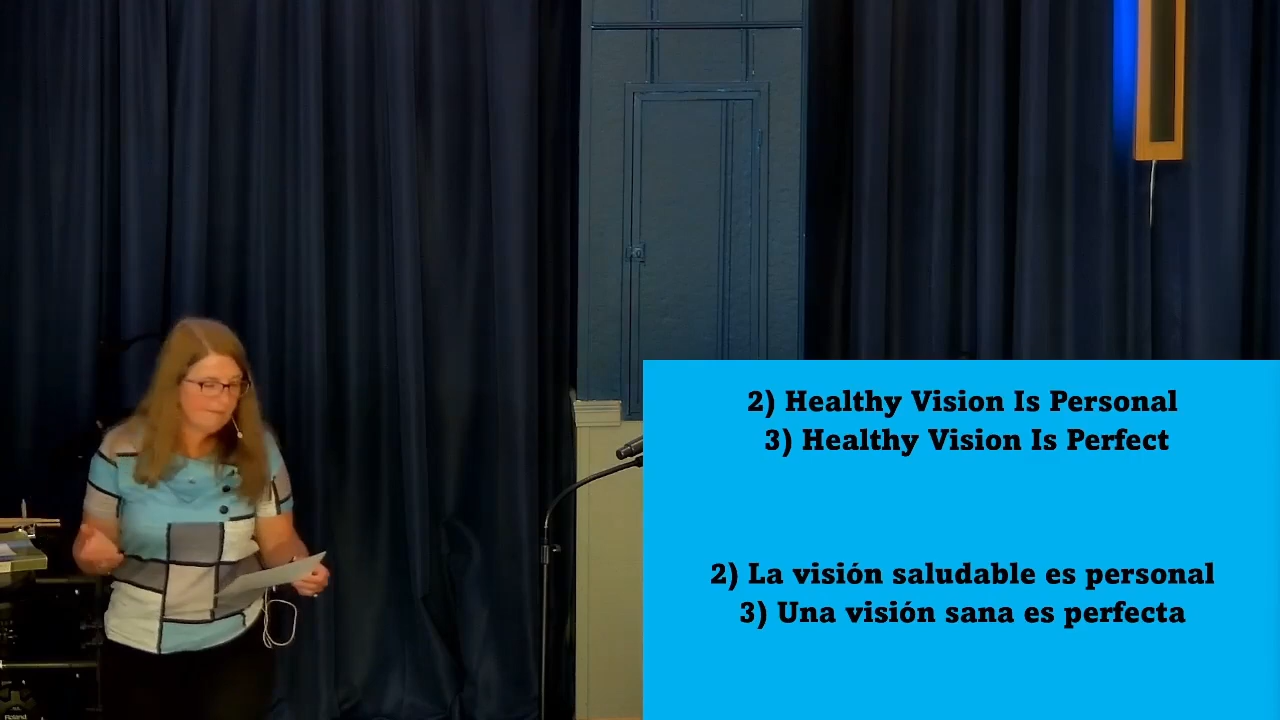 2) Healthy Vision Is Personal
3) Healthy Vision Is Perfect
2) La visión saludable es personal
3) Una visión sana es perfecta
Roland